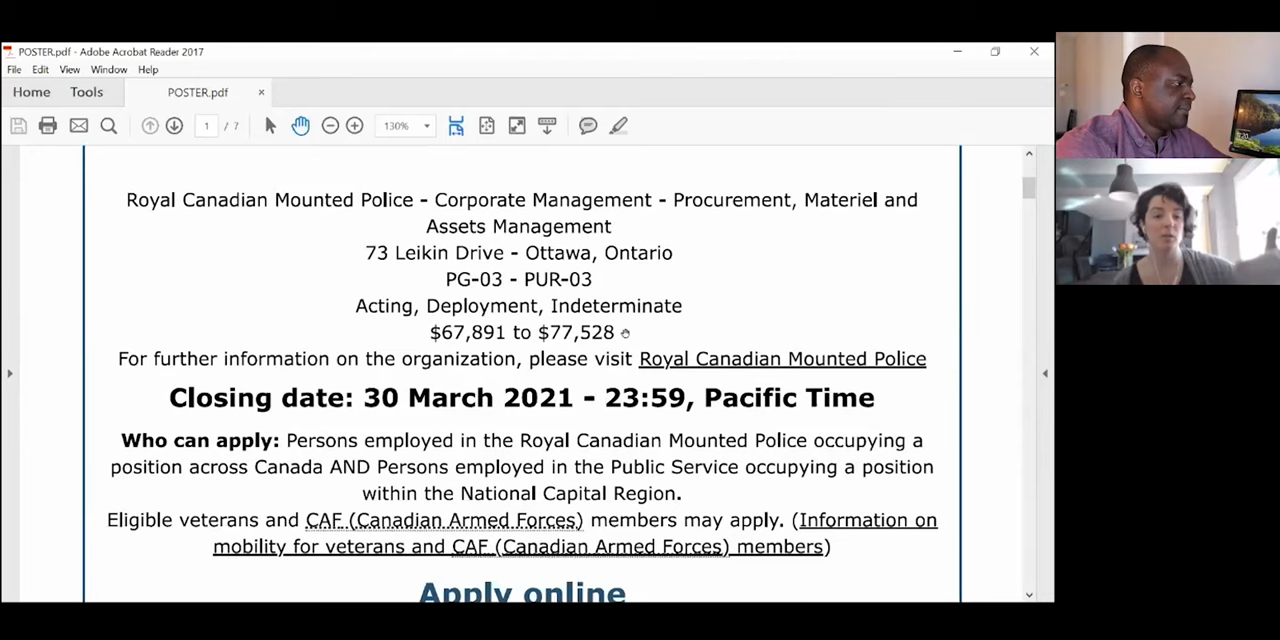 POSTER.pdf - Adobe Acrobat Reader 2017
File Edit View Window Help
Home Tools POSTER.pdf ×
1 / 7 130%
Royal Canadian Mounted Police - Corporate Management - Procurement, Materiel and
Assets Management
73 Leikin Drive - Ottawa, Ontario
PG-03 - PUR-03
Acting, Deployment, Indeterminate
$67,891 to $77,528
For further information on the organization, please visit Royal Canadian Mounted Police
Closing date: 30 March 2021 - 23:59, Pacific Time
Who can apply: Persons employed in the Royal Canadian Mounted Police occupying a
position across Canada AND Persons employed in the Public Service occupying a position
within the National Capital Region.
Eligible veterans and CAF (Canadian Armed Forces) members may apply. (Information on
mobility for veterans and CAF (Canadian Armed Forces) members)
Apply online